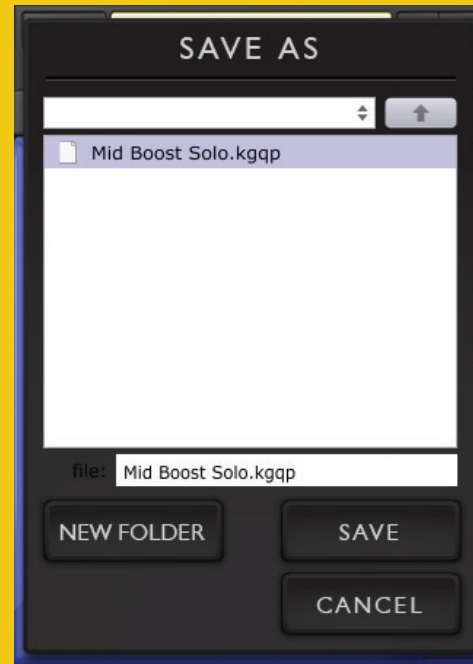 SAVE AS
Mid Boost Solo.kgqp
file: Mid Boost Solo.kgqp
NEW FOLDER SAVE
CANCEL